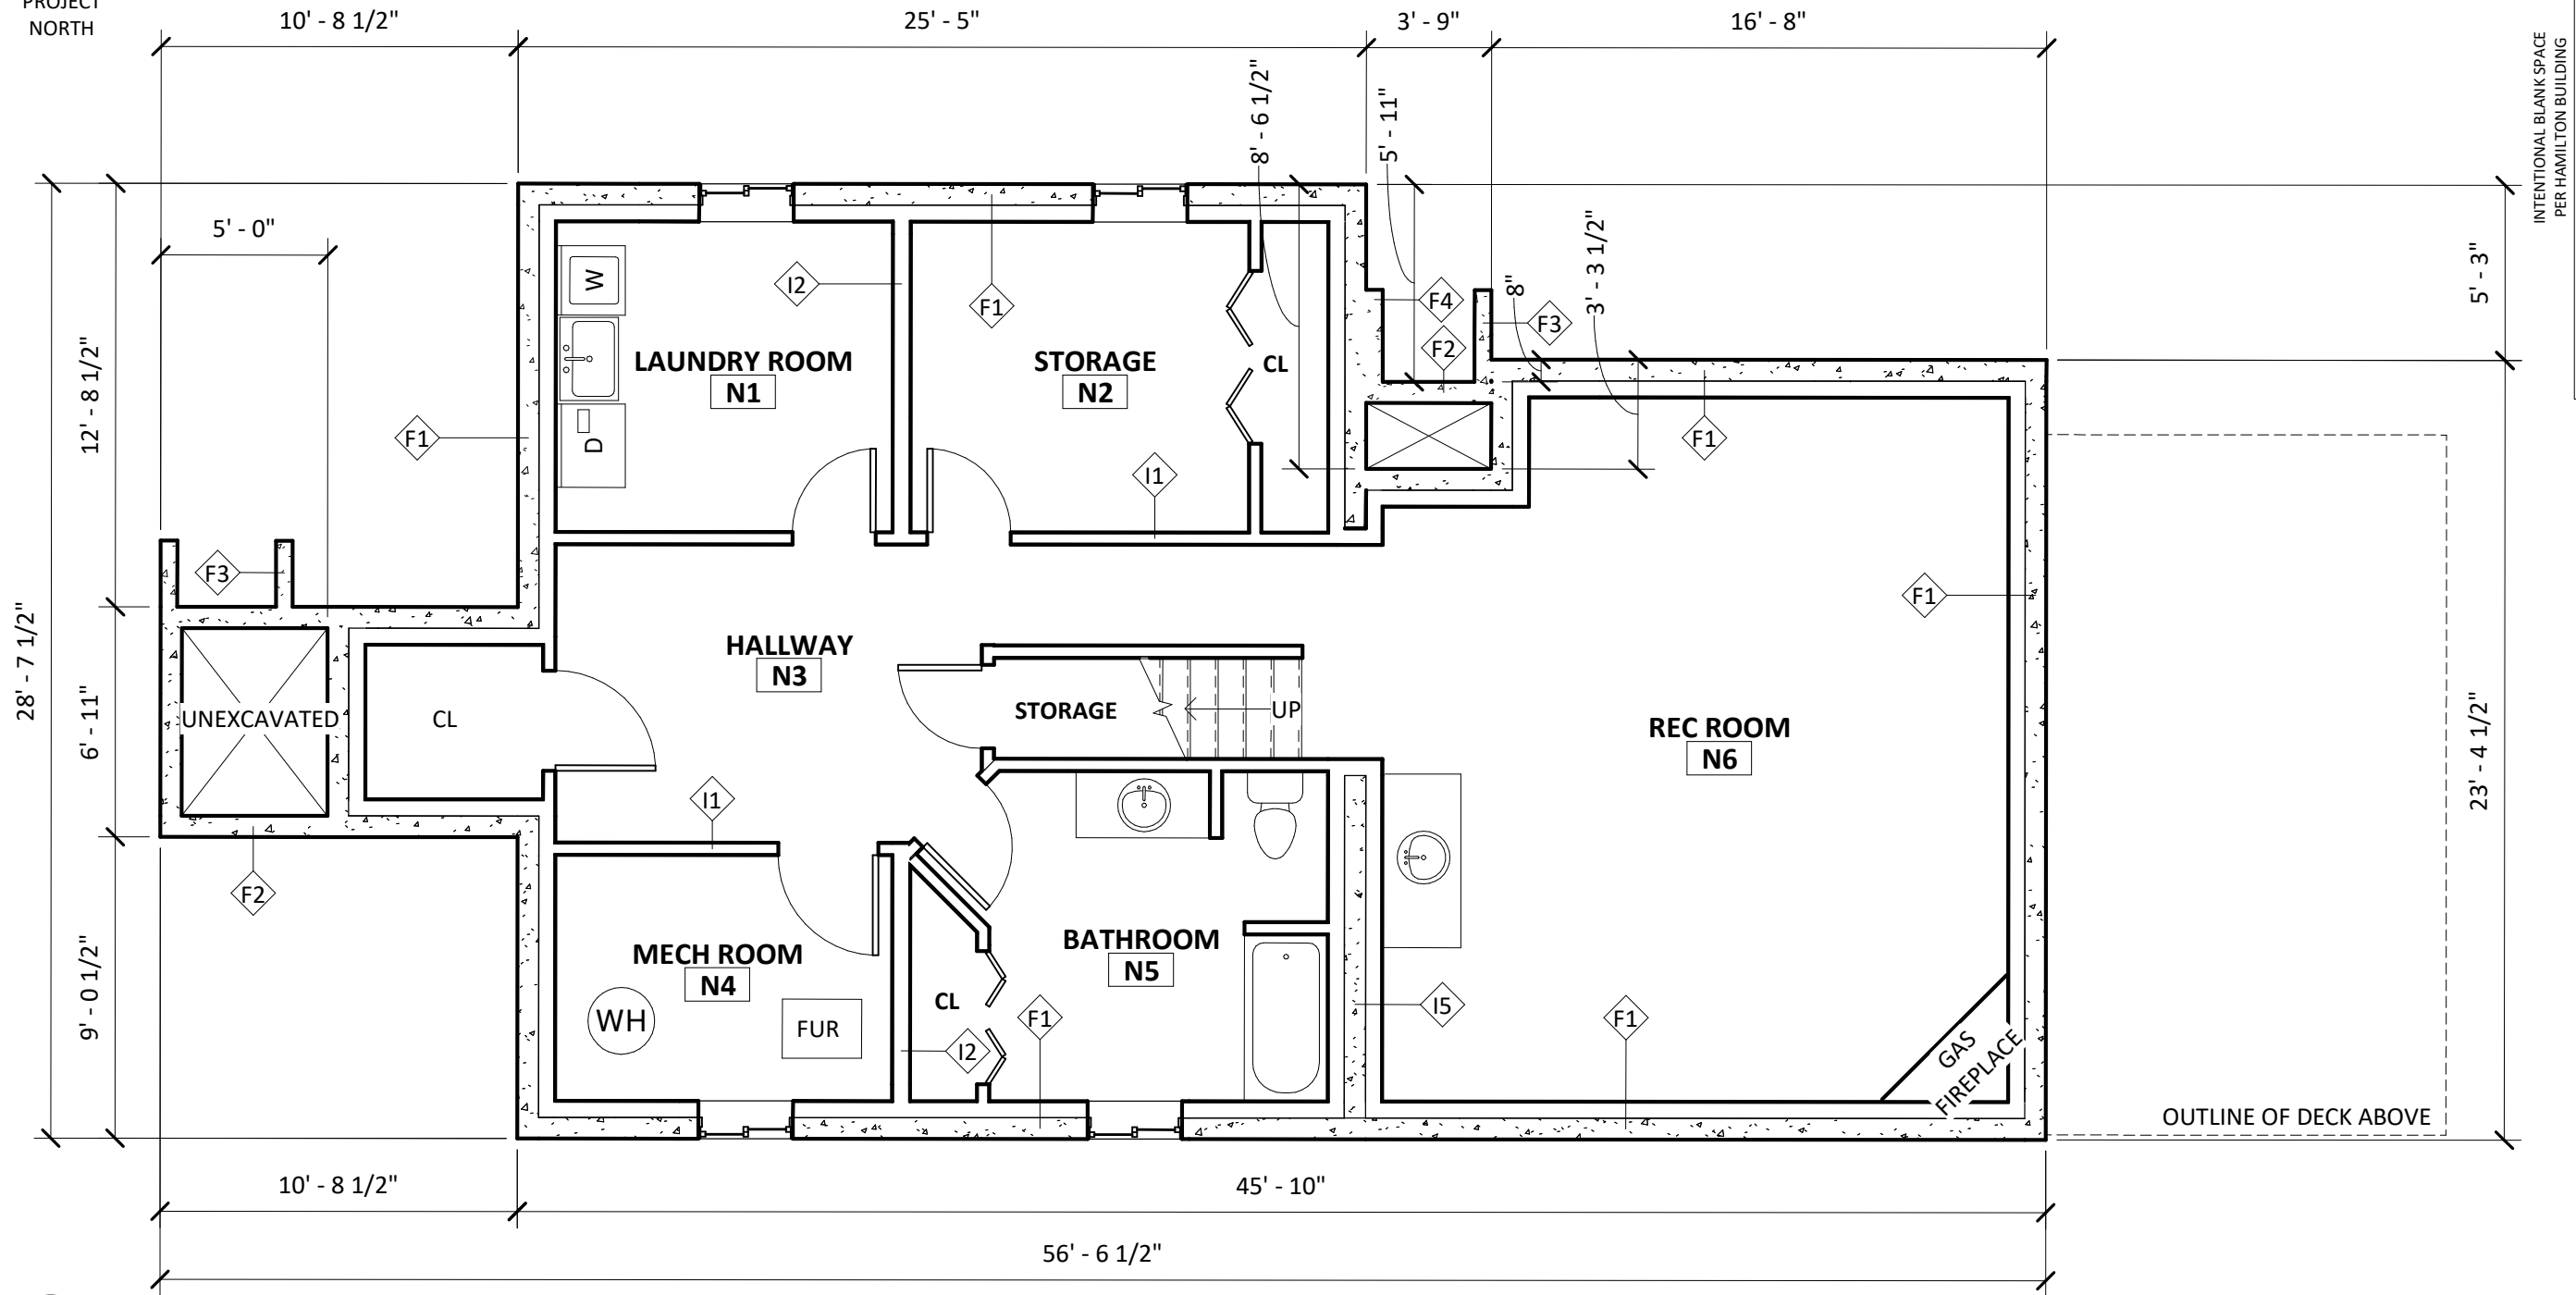 PROJECT
NORTH
10' - 8 1/2"
25' - 5"
3' - 9"
16' - 8"
INTENTIONAL BLANK SPACE
PER HAMILTON BUILDING
8' - 6 1/2"
5' - 11"
5' - 0"
3' - 3 1/2"
8"
5' - 3"
W
I2
F1
F4
F3
F2
LAUNDRY ROOM
N1
STORAGE
N2
CL
12' - 8 1/2"
F1
D
I1
F1
F3
F1
28' - 7 1/2"
6' - 11"
HALLWAY
N3
UNEXCAVATED
CL
STORAGE
UP
REC ROOM
N6
23' - 4 1/2"
I1
F2
9' - 0 1/2"
MECH ROOM
N4
BATHROOM
N5
WH
FUR
CL
F1
I2
I5
F1
GAS
FIREPLACE
OUTLINE OF DECK ABOVE
10' - 8 1/2"
45' - 10"
56' - 6 1/2"